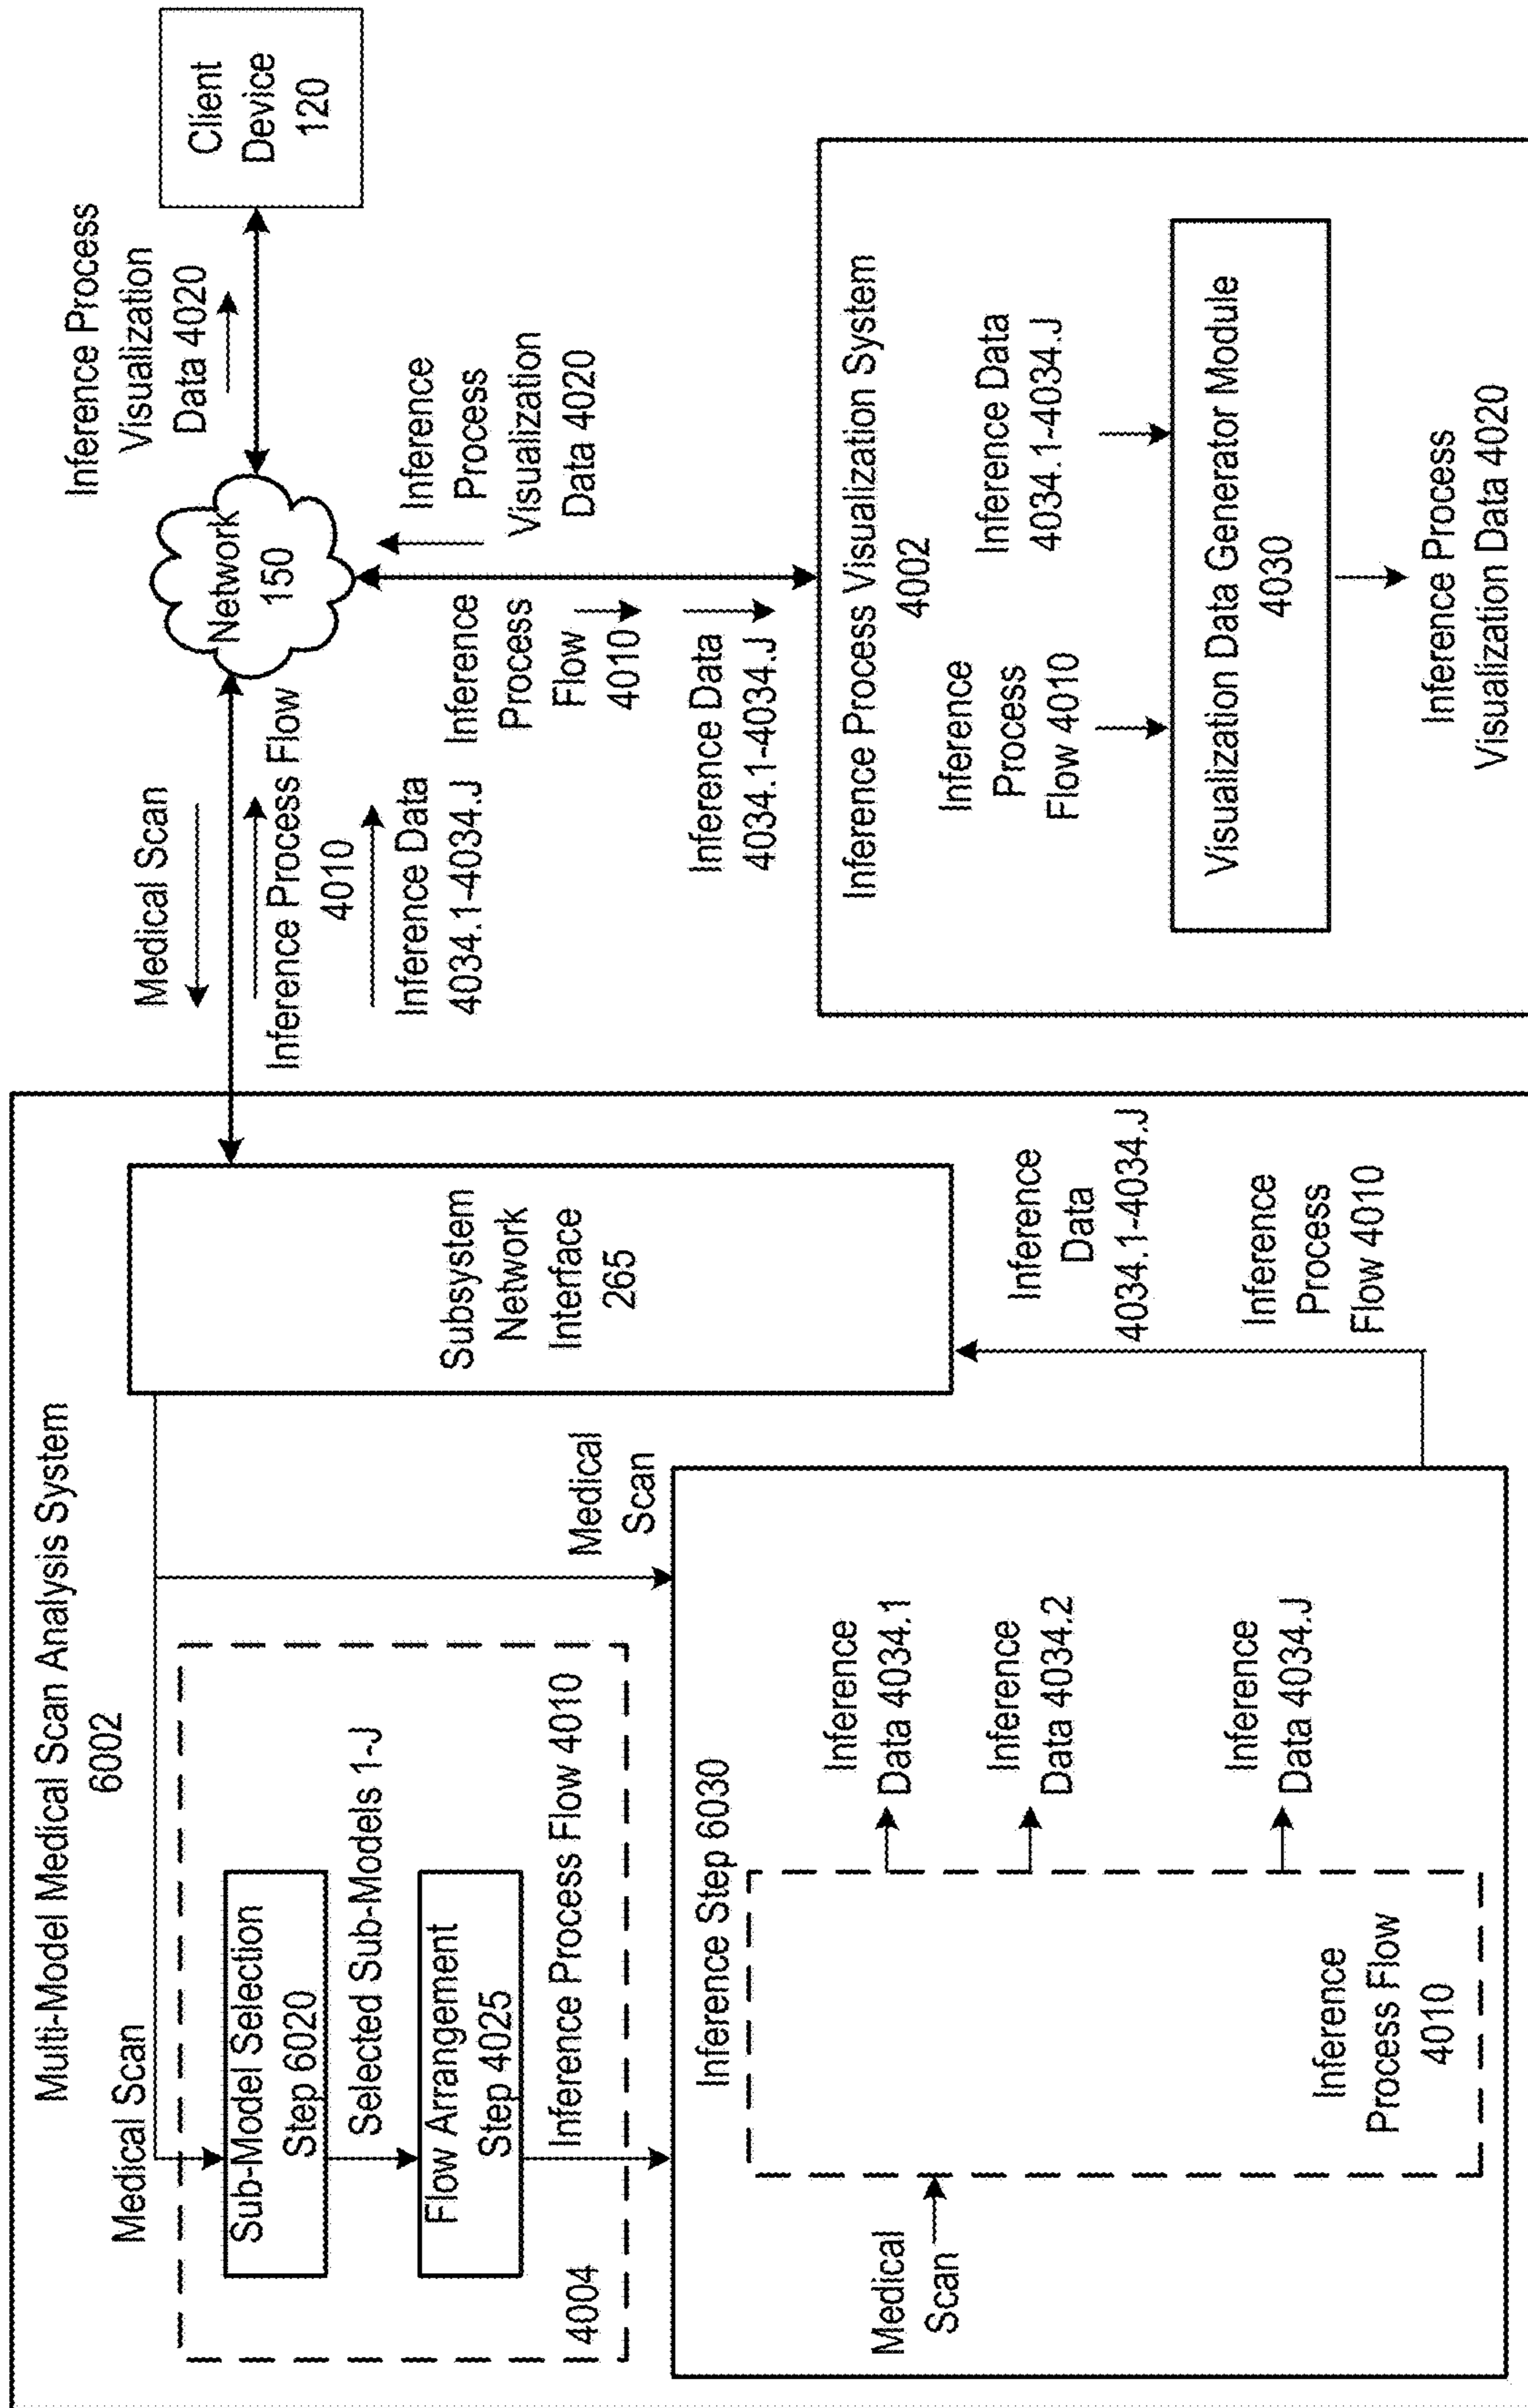 Multi-Model Medical Scan Analysis System
6002
Medical Scan
Sub-Model Selection
Step 6020
Selected Sub-Models 1-J
Flow Arrangement
Step 4025
Inference Process Flow 4010
4004
Medical
Scan
Subsystem
Network
Interface
265
Inference Step 6030
Medical
Scan
Inference
Process Flow
4010
Inference
Data 4034.1
Inference
Data 4034.2
Inference
Data 4034.J
Inference
Data
4034.1-4034.J
Inference
Process
Flow 4010
Medical Scan
Inference Process Flow
4010
Inference Data
4034.1-4034.J
Network
150
Inference Process
Visualization
Data 4020
Client
Device
120
Inference
Process
Visualization
Data 4020
Inference
Process
Flow
4010
Inference Data
4034.1-4034.J
Inference Process Visualization System
4002
Inference
Process
Flow 4010
Inference Data
4034.1-4034.J
Visualization Data Generator Module
4030
Inference Process
Visualization Data 4020